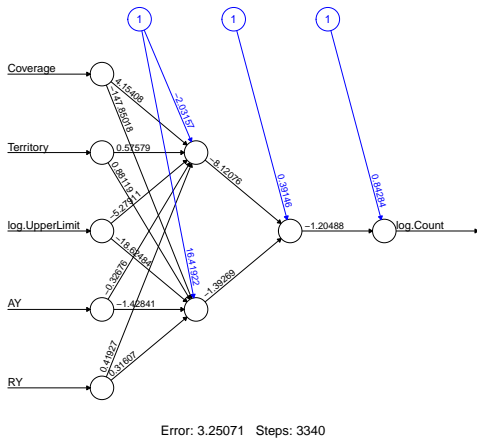 1 1 1
Coverage
4.15408
−147.85018
−2.03157
Territory
0.57579
0.88119
−8.12076
0.39146
0.84284
log.UpperLimit
−5.27911
−18.62484
16.41922
−1.20488
log.Count
−1.39269
AY
−0.32676
−1.42841
RY
0.41927
0.31607
Error: 3.25071 Steps: 3340